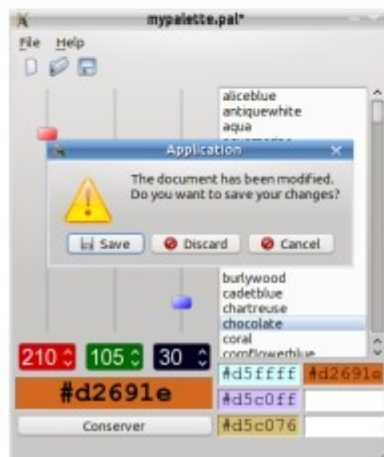 mypalette.pal*
File Help
aliceblue
antiquewhite
aqua
Application
The document has been modified.
Do you want to save your changes?
Save Discard Cancel
burlywood
cadetblue
chartreuse
chocolate
coral
cornflowerblue
210 105 30
#d5ffff #d2691e
#d2691e
#d5c0ff
Conserver
#d5c076